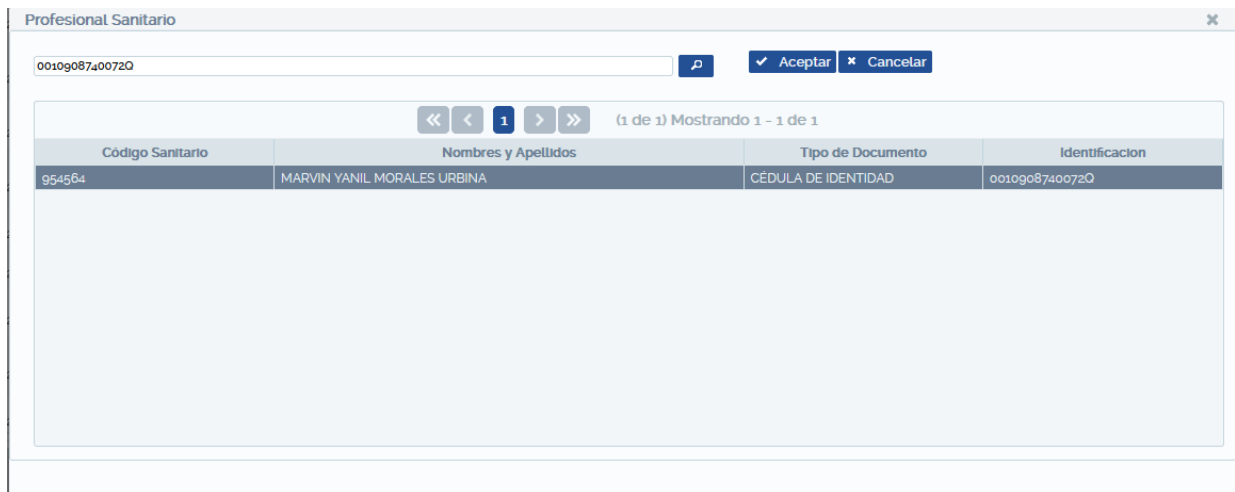 Profesional Sanitario
0010908740072Q
Aceptar Cancelar
1 (1 de 1) Mostrando 1 - 1 de 1
Código Sanitario Nombres y Apellidos Tipo de Documento Identificacion
954564 MARVIN YANIL MORALES URBINA CÉDULA DE IDENTIDAD 0010908740072Q